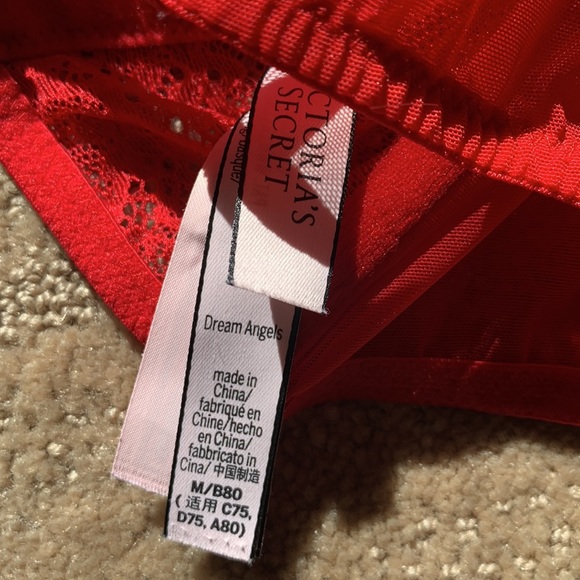 CTORIA'S
SECRET
Dream Angels
made in
China/
fabriqué en
Chine/hecho
en China/
fabbricato in
Cina/ 中国制造
M/B80
( 适用 C75,
D75, A80)